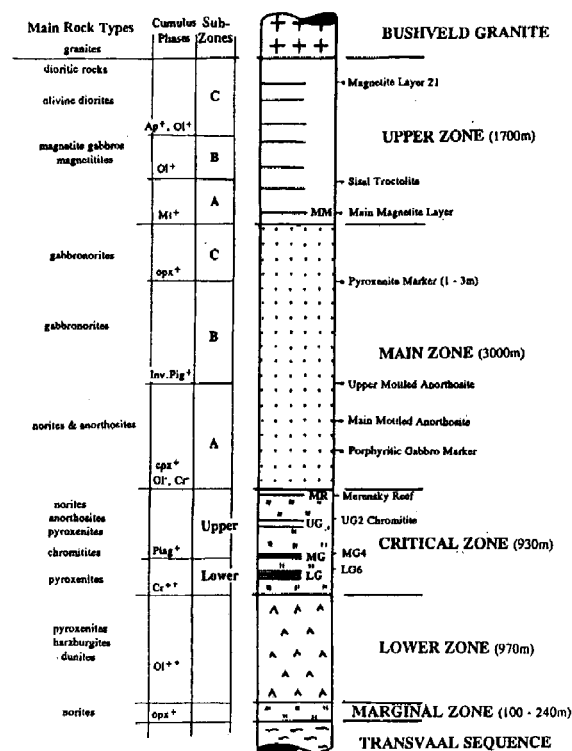 Main Rock Types Cumulus Phases Sub-Zones
BUSHVELD GRANITE
granites
dioritic rocks
Magnetite Layer 21
olivine diorites C
Ap⁺, Ol⁺
UPPER ZONE (1700m)
magnetite gabbros
magnetitites
B
Ol⁺
Sisal Troctolite
A
Mt⁺ MM Main Magnetite Layer
gabbronorites C
opx⁺
Pyroxenite Marker (1 - 3m)
gabbronorites B
MAIN ZONE (3000m)
Inv.Pig⁺
Upper Mottled Anorthosite
norites & anorthosites A
Main Mottled Anorthosite
Porphyritic Gabbro Marker
cpx⁺
Ol⁻, Cr⁻
MR Merensky Reef
norites
anorthosites
pyroxenites
Upper
UG UG2 Chromitite
CRITICAL ZONE (930m)
chromitites Plag⁺
MG MG4
pyroxenites Lower
Cr⁺⁺
LG LG6
pyroxenites
harzburgites
dunites
Ol⁺⁺
LOWER ZONE (970m)
norites opx⁺
MARGINAL ZONE (100 - 240m)
TRANSVAAL SEQUENCE